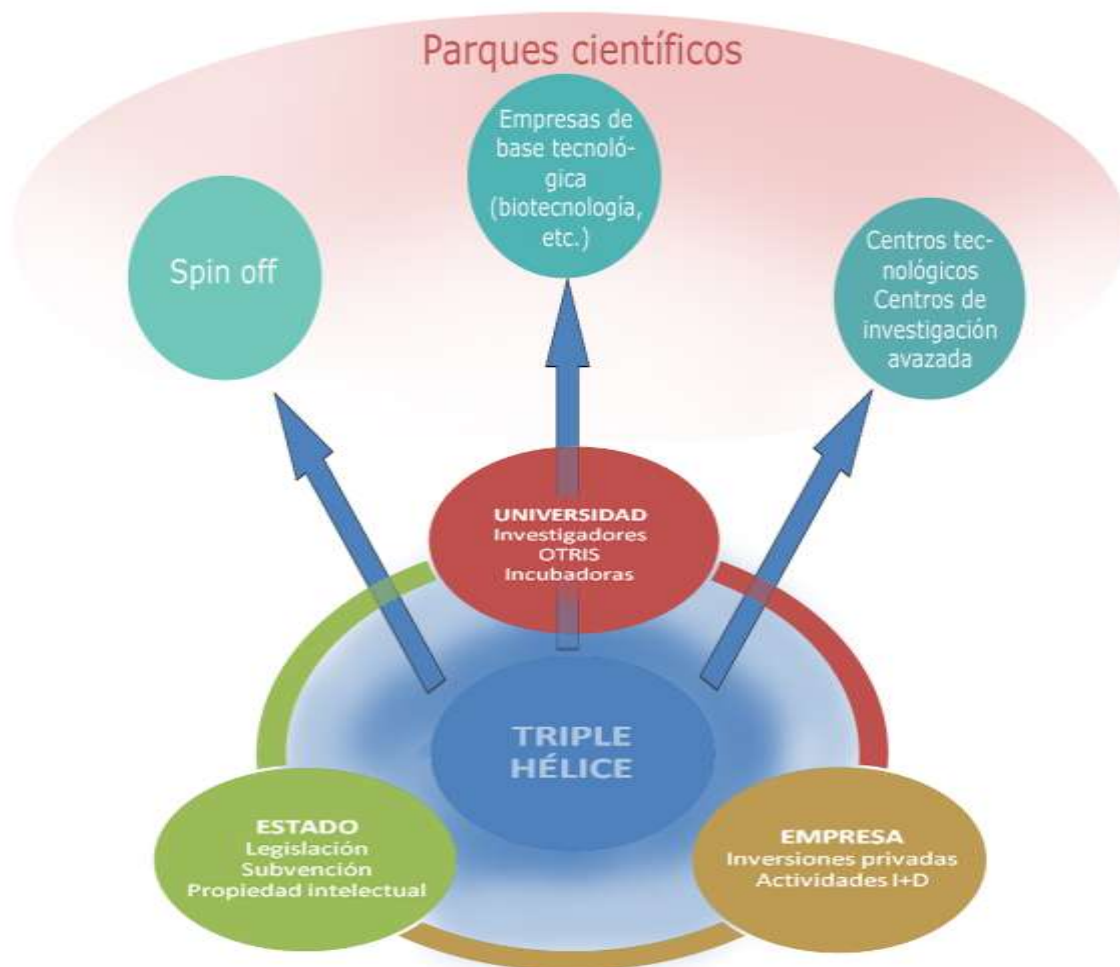 Parques científicos
Empresas de
base tecnoló-
gica
(biotecnología,
etc.)
Spin off
Centros tec-
nológicos
Centros de
investigación
avazada
UNIVERSIDAD
Investigadores
OTRIS
Incubadoras
TRIPLE
HÉLICE
ESTADO
Legislación
Subvención
Propiedad intelectual
EMPRESA
Inversiones privadas
Actividades I+D